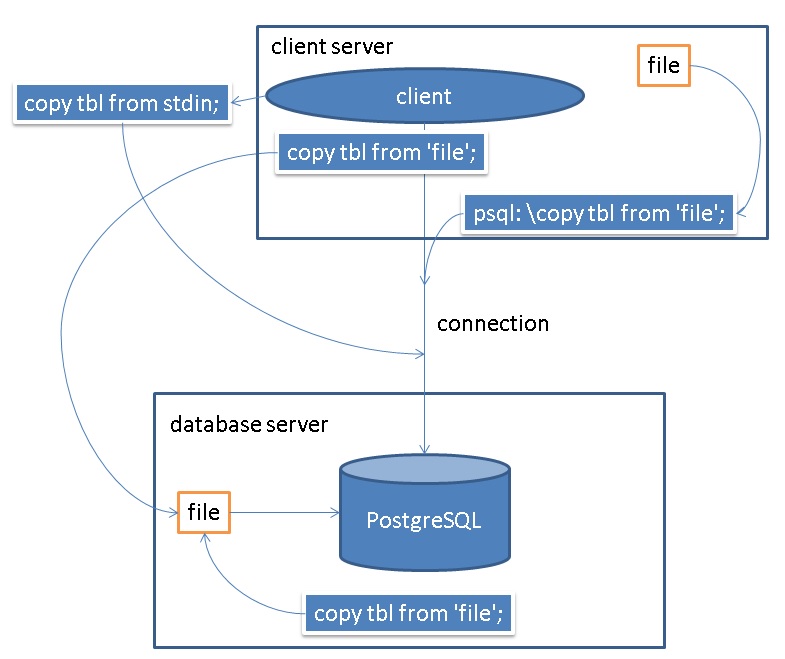 client server
file
client
copy tbl from stdin;
copy tbl from 'file';
psql: \copy tbl from 'file';
connection
database server
file
PostgreSQL
copy tbl from 'file';